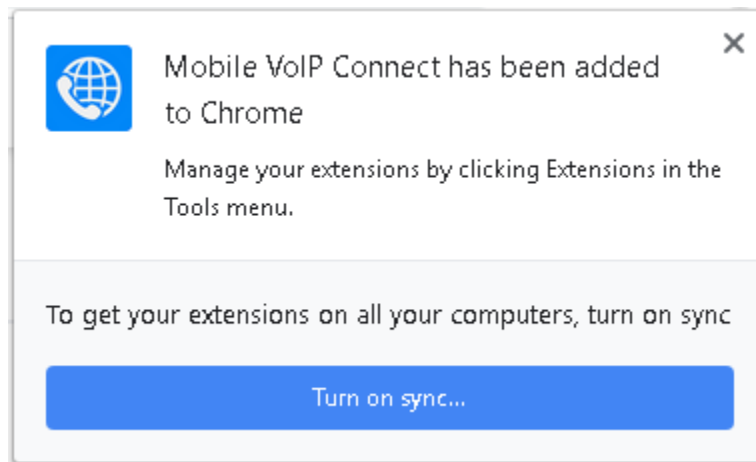 Mobile VoIP Connect has been added
to Chrome
Manage your extensions by clicking Extensions in the
Tools menu.
To get your extensions on all your computers, turn on sync
Turn on sync...